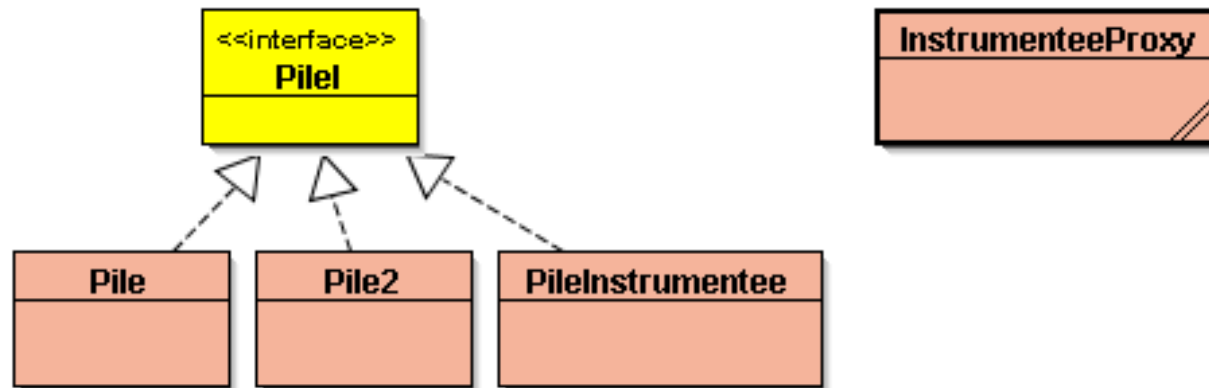 <<interface>>
PileI
InstrumenteeProxy
Pile
Pile2
PileInstrumentee